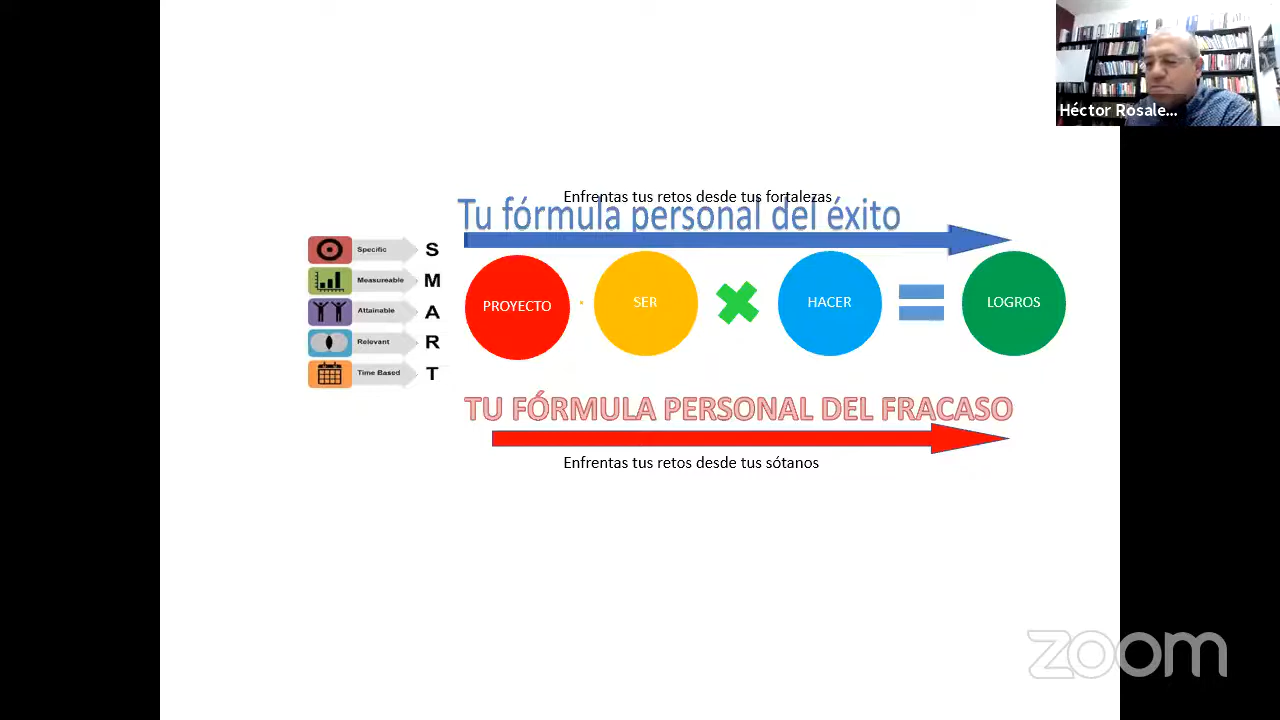 Héctor Rosale...
Enfrentas tus retos desde tus fortalezas
Tu fórmula personal del éxito
Specific S
Measureable M
Attainable A
Relevant R
Time Based T
PROYECTO
SER
HACER
LOGROS
TU FÓRMULA PERSONAL DEL FRACASO
Enfrentas tus retos desde tus sótanos
zoom